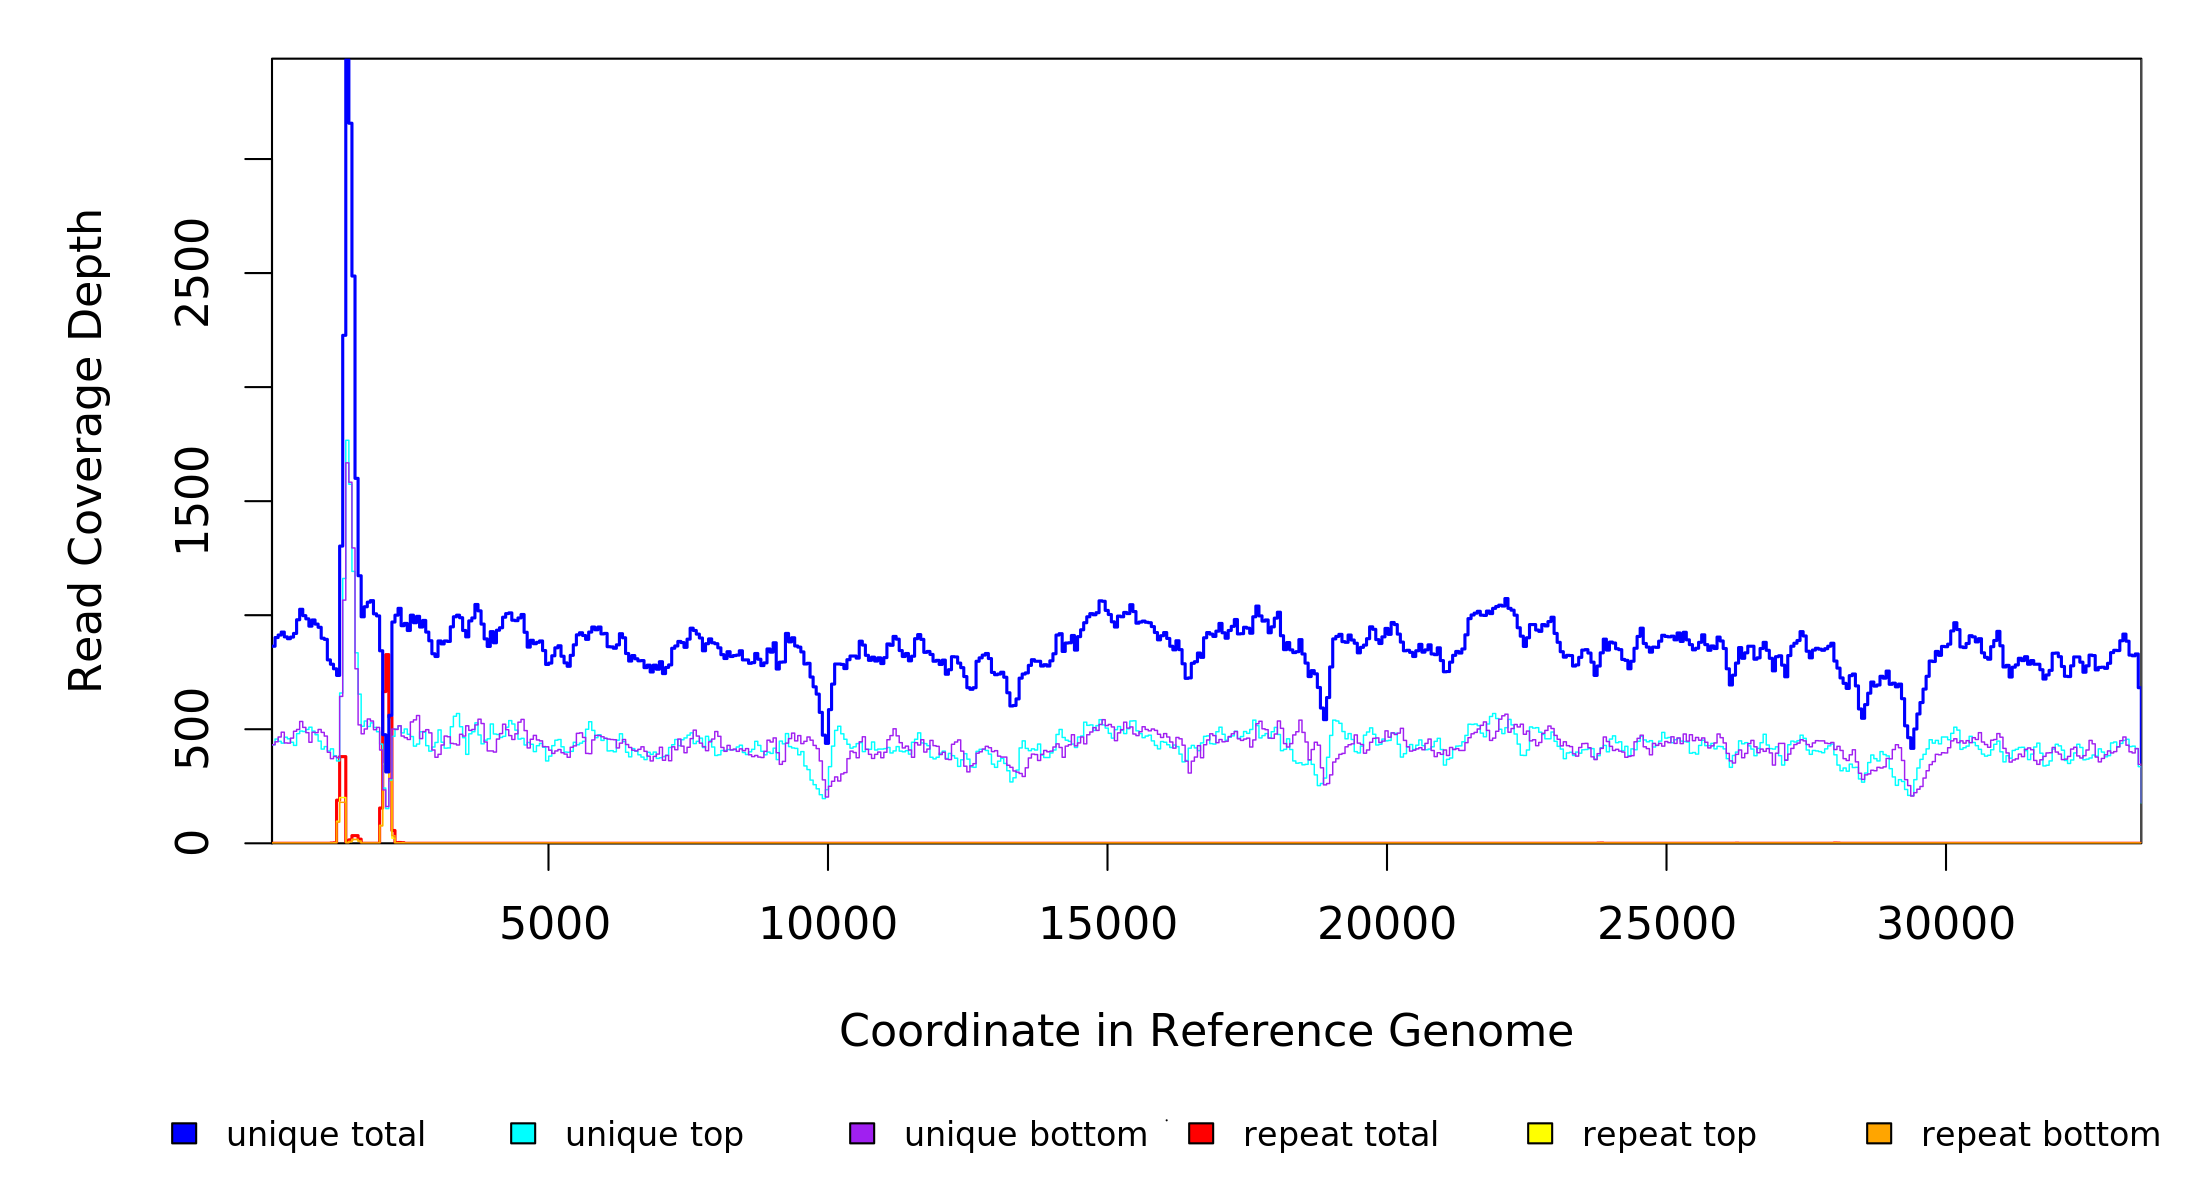 Read Coverage Depth
2500
1500
500
0
5000 10000 15000 20000 25000 30000
Coordinate in Reference Genome
unique total unique top unique bottom repeat total repeat top repeat bottom